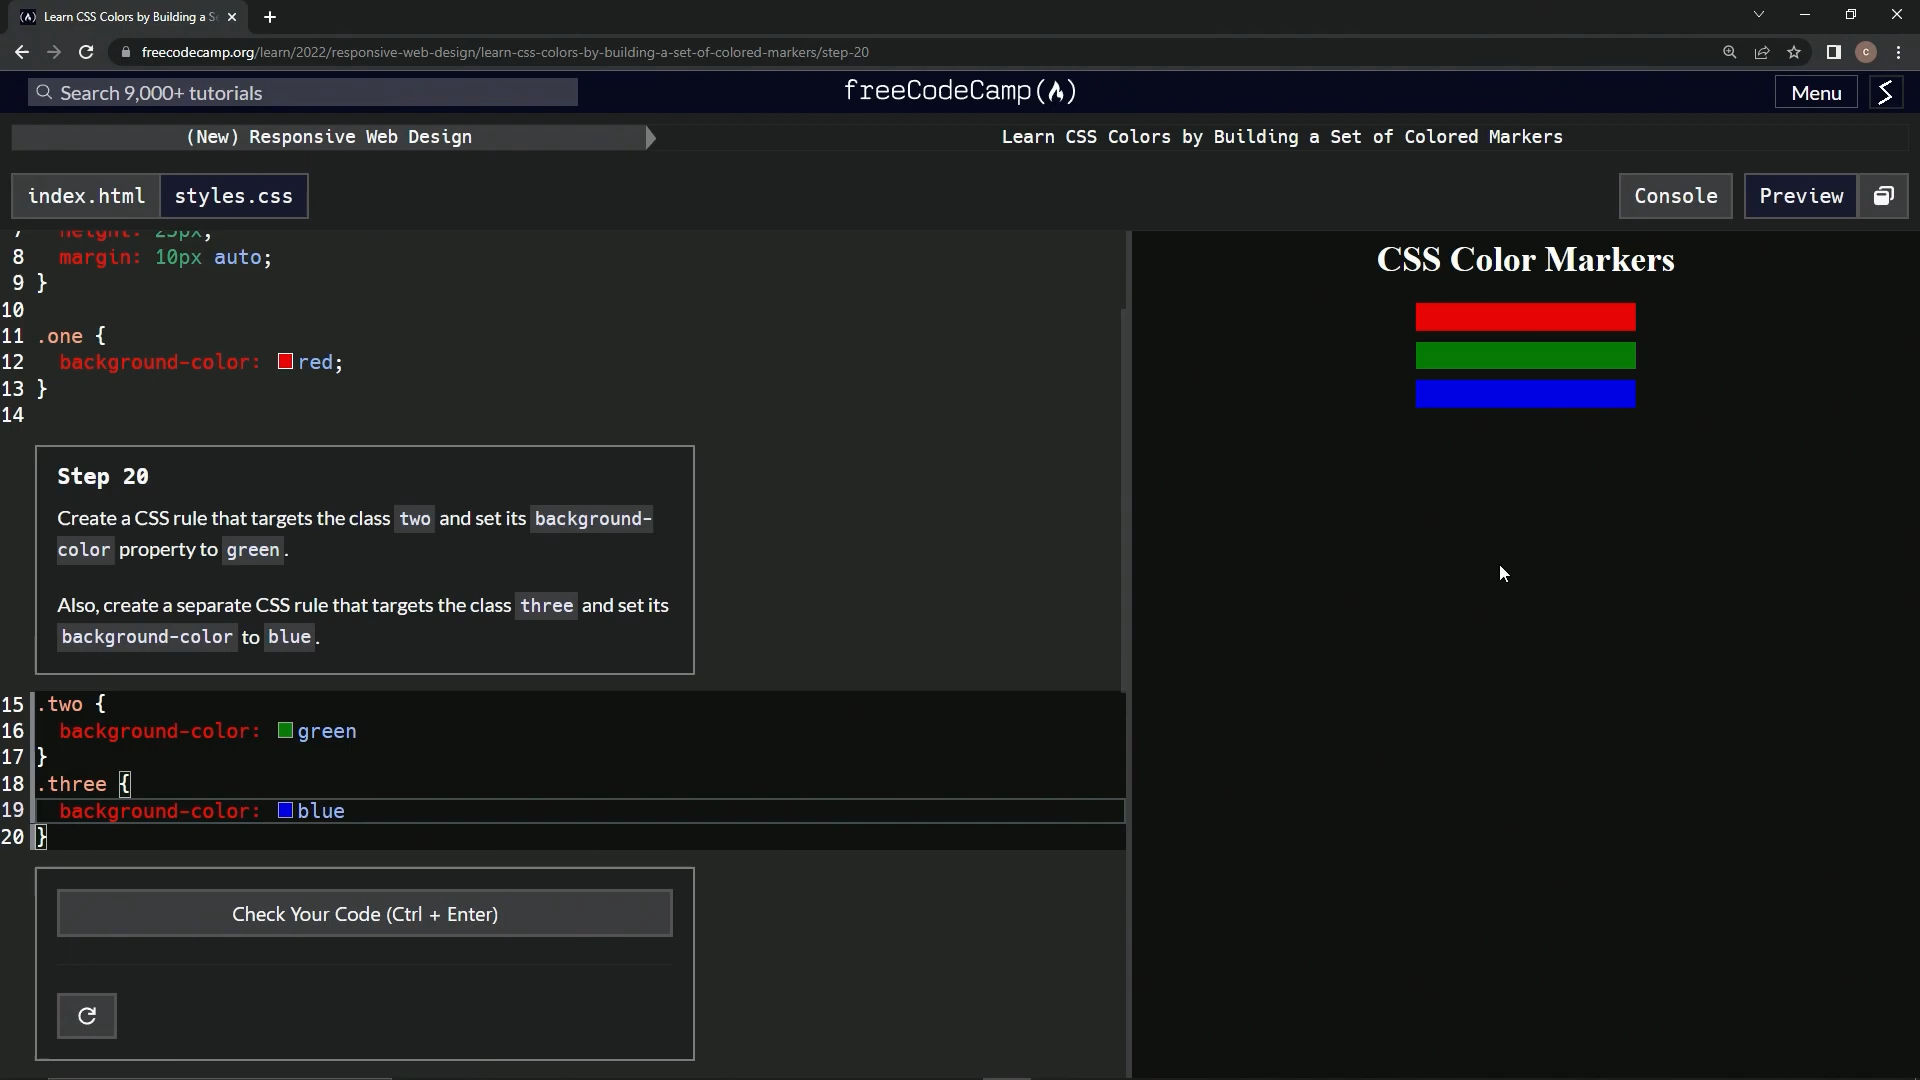 Learn CSS Colors by Building a S
freecodecamp.org/learn/2022/responsive-web-design/learn-css-colors-by-building-a-set-of-colored-markers/step-20
C
Search 9,000+ tutorials
freeCodeCamp
Menu
(New) Responsive Web Design
Learn CSS Colors by Building a Set of Colored Markers
index.html
styles.css
Console
Preview
7 height: 25px;
8 margin: 10px auto;
9 }
10
11 .one {
12 background-color: red;
13 }
14
Step 20
Create a CSS rule that targets the class two and set its background-
color property to green.
Also, create a separate CSS rule that targets the class three and set its
background-color to blue.
15 .two {
16 background-color: green
17 }
18 .three {
19 background-color: blue
20 }
Check Your Code (Ctrl + Enter)
CSS Color Markers